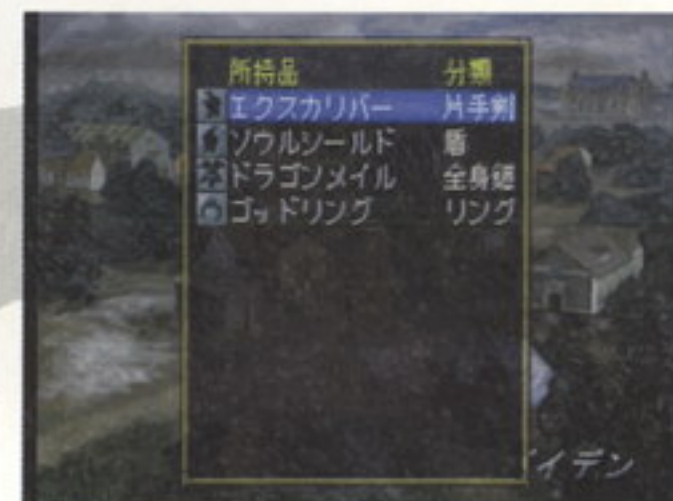 所持品 分類
エクスカリバー 片手剣
ソウルシールド 盾
ドラゴンメイル 全身鎧
ゴッドリング リング
イデン